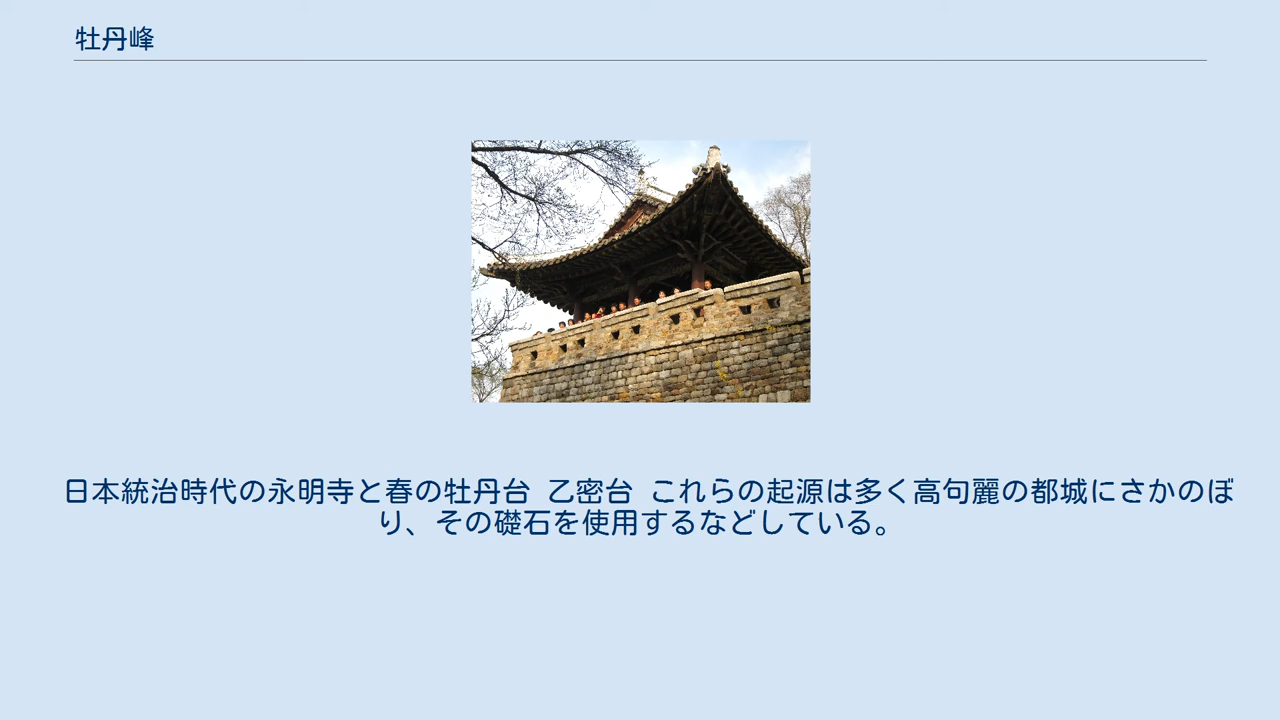 牡丹峰
日本統治時代の永明寺と春の牡丹台 乙密台 これらの起源は多く高句麗の都城にさかのぼ
り、その礎石を使用するなどしている。